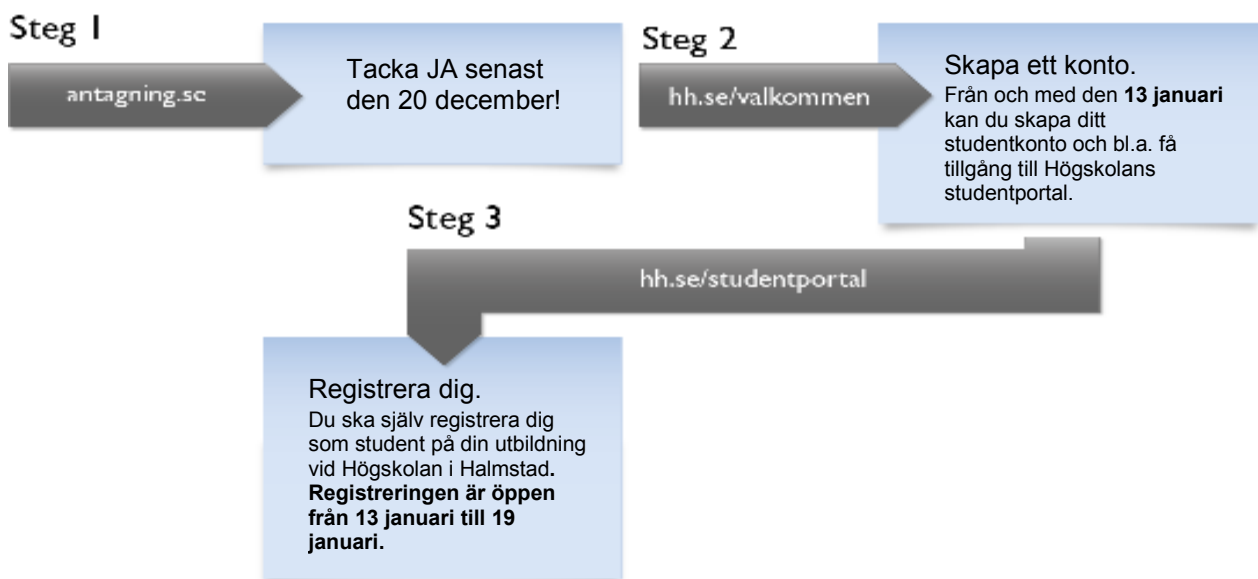 Steg 1
antagning.se
Tacka JA senast
den 20 december!
Steg 2
hh.se/valkommen
Skapa ett konto.
Från och med den 13 januari
kan du skapa ditt
studentkonto och bl.a. få
tillgång till Högskolans
studentportal.
Steg 3
hh.se/studentportal
Registrera dig.
Du ska själv registrera dig
som student på din utbildning
vid Högskolan i Halmstad.
Registreringen är öppen
från 13 januari till 19
januari.